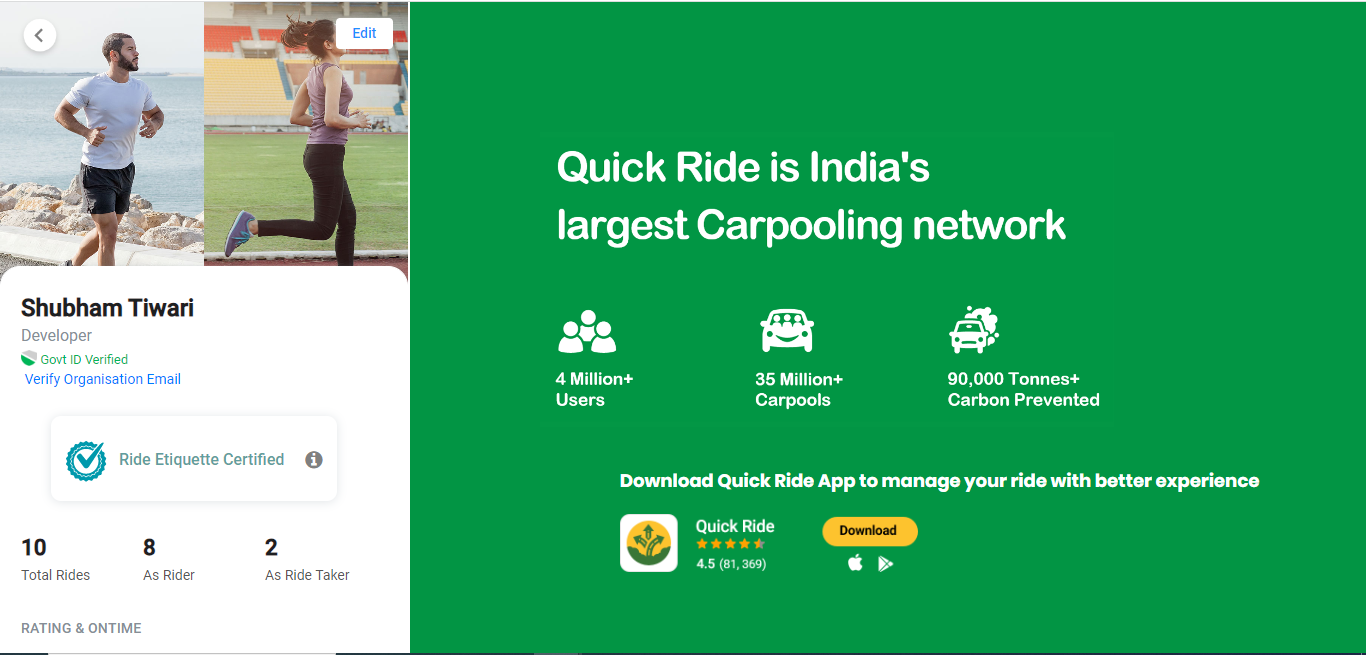 Edit
Shubham Tiwari
Developer
Govt ID Verified
Verify Organisation Email
Ride Etiquette Certified
10
8
2
Total Rides
As Rider
As Ride Taker
RATING & ONTIME
Quick Ride is India's
largest Carpooling network
4 Million+
Users
35 Million+
Carpools
90,000 Tonnes+
Carbon Prevented
Download Quick Ride App to manage your ride with better experience
Quick Ride
4.5 (81, 369)
Download